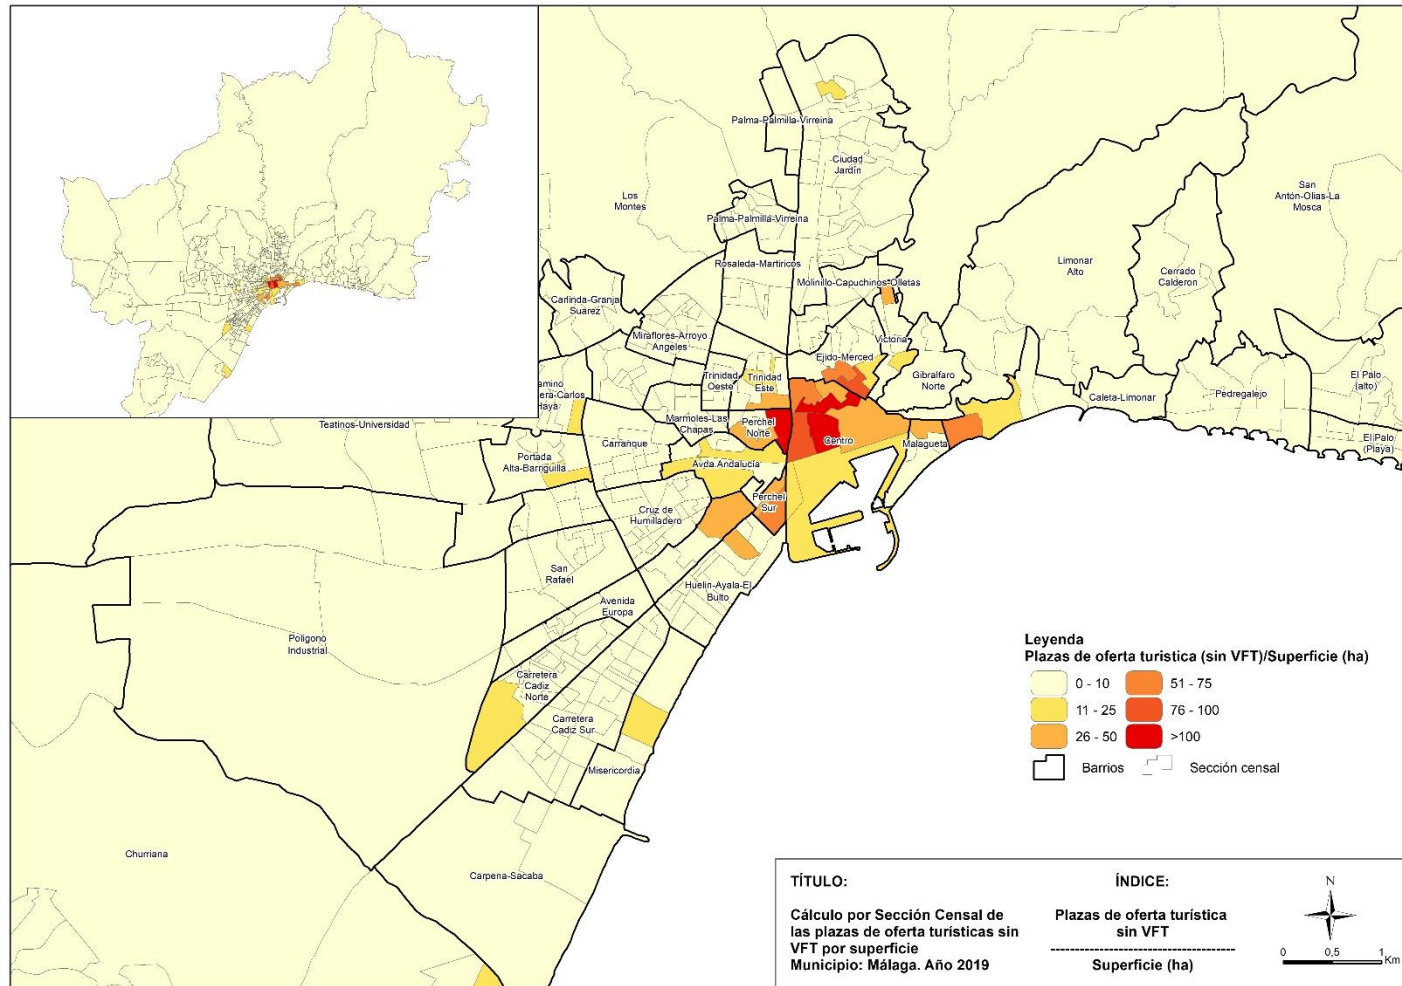 Palma-Palmilla-Virreina
Ciudad
Jardín
Los
Montes
San
Antón-Olias-La
Mosca
Palma-Palmilla-Virreina
Limonar
Alto
Cerrado
Calderon
Rosaleda-Martiricos
Molinillo-Capuchinos-Olletas
Carlinda-Granja
Suarez
Miraflores-Arroyo
Angeles
Victoria
Ejido-Merced
Gibralfaro
Norte
Trinidad
Oeste
Trinidad
Este
El Palo
(alto)
amino
era-Carlos
Haya
Caleta-Limonar
Pedregalejo
Teatinos-Universidad
Marmoles-Las
Chapas
Perchel
Norte
Centro
Malagueta
El Palo
(Playa)
Carranque
Portada
Alta-Barriguilla
Avda.Andalucía
Perchel
Sur
Cruz de
Humilladero
San
Rafael
Huelin-Ayala-El
Bulto
Avenida
Europa
Poligono
Industrial
Carretera
Cadiz
Norte
Carretera
Cadiz Sur
Misericordia
Churriana
Carpena-Sacaba
Leyenda
Plazas de oferta turistica (sin VFT)/Superficie (ha)
0 - 10 51 - 75
11 - 25 76 - 100
26 - 50 >100
Barrios Sección censal
TÍTULO:
Cálculo por Sección Censal de
las plazas de oferta turísticas sin
VFT por superficie
Municipio: Málaga. Año 2019
ÍNDICE:
Plazas de oferta turística
sin VFT
------------------------------
Superficie (ha)
N
0 0,5 1
Km